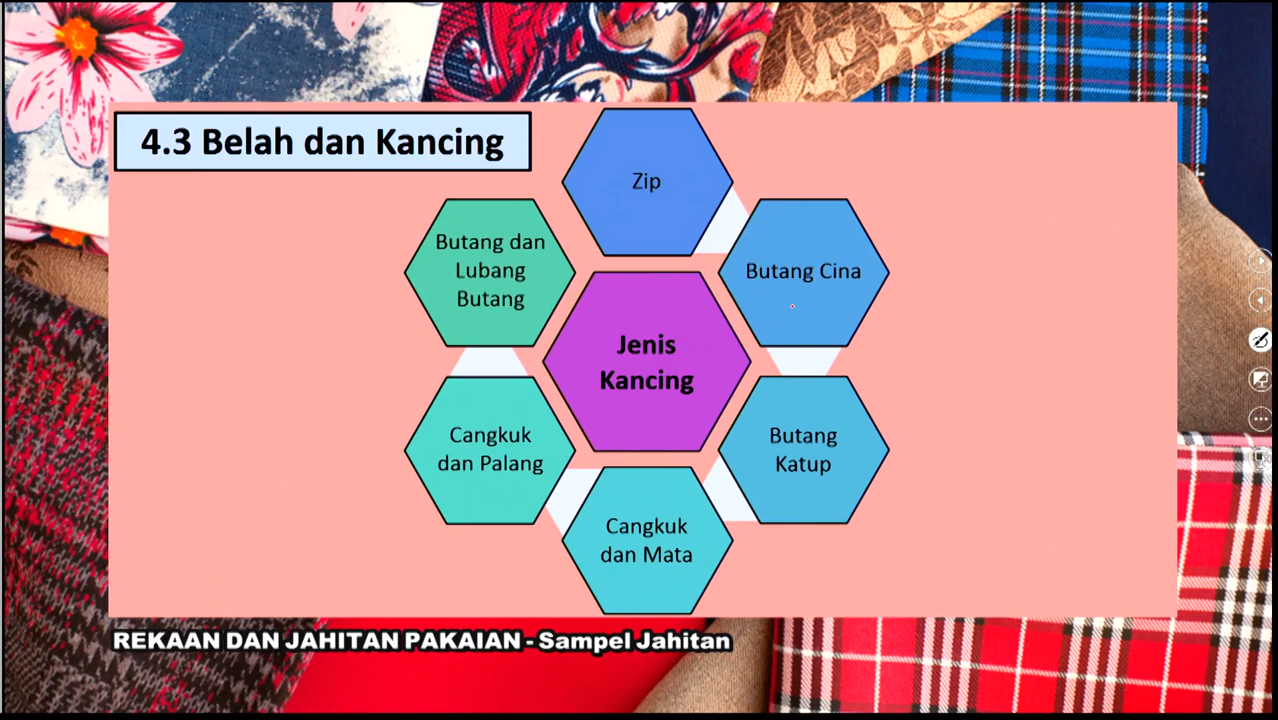 4.3 Belah dan Kancing
Zip
Butang Cina
Butang
Katup
Cangkuk
dan Mata
Cangkuk
dan Palang
Butang dan
Lubang
Butang
Jenis
Kancing
REKAAN DAN JAHITAN PAKAIAN - Sampel Jahitan